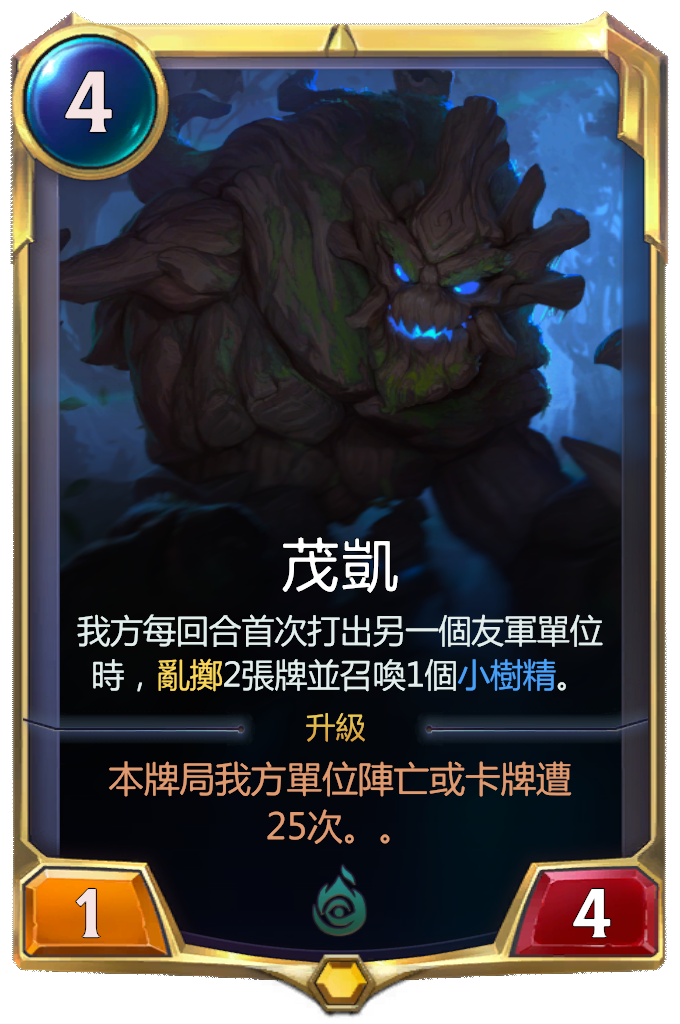 4
茂凱
我方每回合首次打出另一個友軍單位
時，亂擲2張牌並召喚1個小樹精。
升級
本牌局我方單位陣亡或卡牌遭
25次。。
1
4